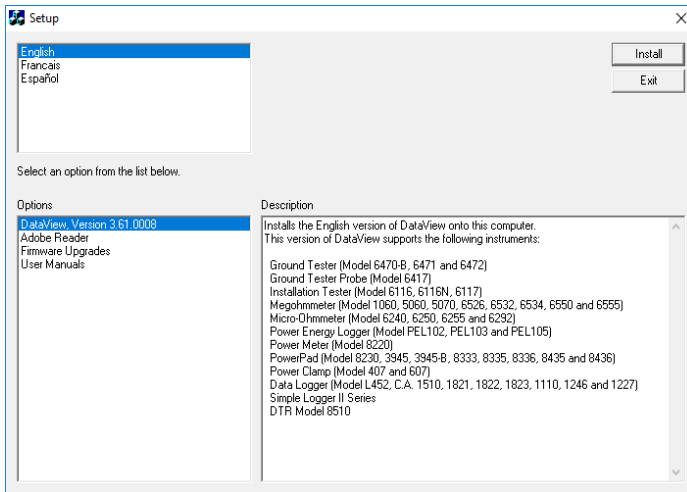 Setup
English
Francais
Español
Install
Exit
Select an option from the list below.
Options
DataView, Version 3.61.0008
Adobe Reader
Firmware Upgrades
User Manuals
Description
Installs the English version of DataView onto this computer.
This version of DataView supports the following instruments:
Ground Tester (Model 6470-B, 6471 and 6472)
Ground Tester Probe (Model 6417)
Installation Tester (Model 6116, 6116N, 6117)
Megohmmeter (Model 1060, 5060, 5070, 6526, 6532, 6534, 6550 and 6555)
Micro-Ohmmeter (Model 6240, 6250, 6255 and 6292)
Power Energy Logger (Model PEL102, PEL103 and PEL105)
Power Meter (Model 8220)
PowerPad (Model 8230, 3945, 3945-B, 8333, 8335, 8336, 8435 and 8436)
Power Clamp (Model 407 and 607)
Data Logger (Model L452, C.A. 1510, 1821, 1822, 1823, 1110, 1246 and 1227)
Simple Logger II Series
DTR Model 8510